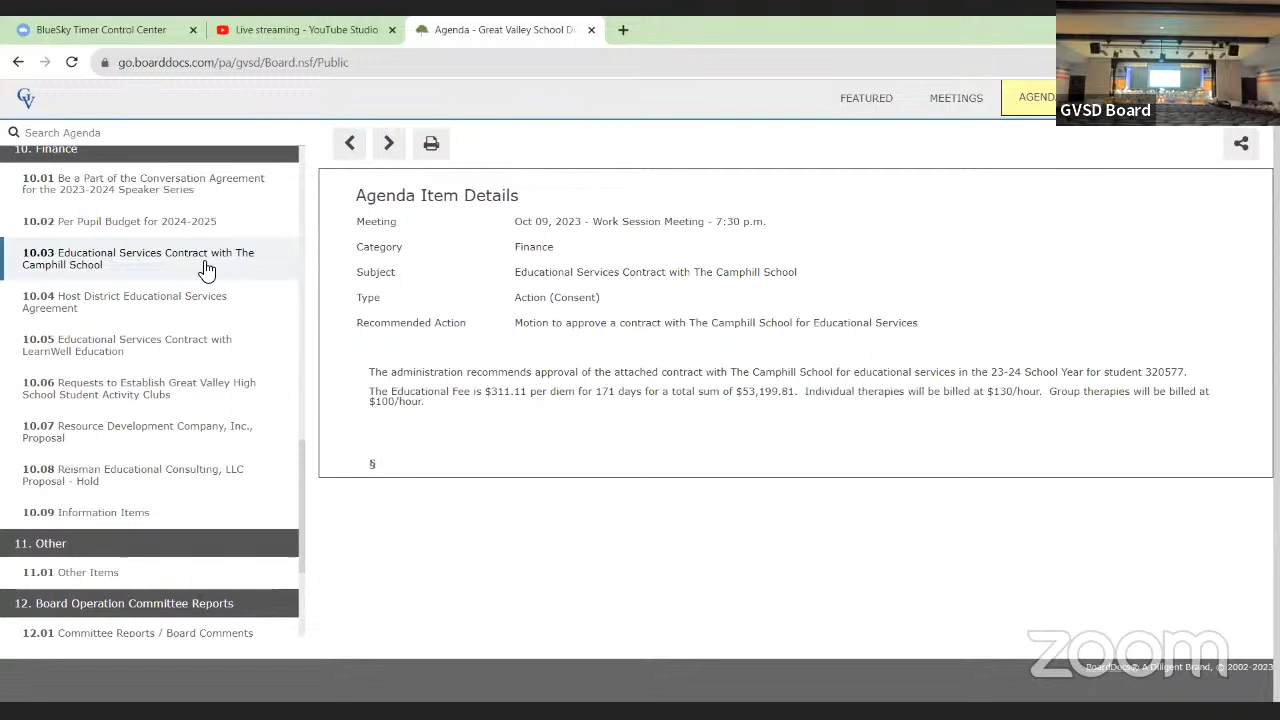 BlueSky Timer Control Center
Live streaming - YouTube Studio
Agenda - Great Valley School Di
go.boarddocs.com/pa/gvsd/Board.nsf/Public
GVSD Board
GV
FEATURED
MEETINGS
AGENDA
Search Agenda
10. Finance
10.01 Be a Part of the Conversation Agreement
for the 2023-2024 Speaker Series
10.02 Per Pupil Budget for 2024-2025
10.03 Educational Services Contract with The
Camphill School
10.04 Host District Educational Services
Agreement
10.05 Educational Services Contract with
LearnWell Education
10.06 Requests to Establish Great Valley High
School Student Activity Clubs
10.07 Resource Development Company, Inc.,
Proposal
10.08 Reisman Educational Consulting, LLC
Proposal - Hold
10.09 Information Items
11. Other
11.01 Other Items
12. Board Operation Committee Reports
12.01 Committee Reports / Board Comments
Agenda Item Details
Meeting Oct 09, 2023 - Work Session Meeting - 7:30 p.m.
Category Finance
Subject Educational Services Contract with The Camphill School
Type Action (Consent)
Recommended Action Motion to approve a contract with The Camphill School for Educational Services
The administration recommends approval of the attached contract with The Camphill School for educational services in the 23-24 School Year for student 320577.
The Educational Fee is $311.11 per diem for 171 days for a total sum of $53,199.81. Individual therapies will be billed at $130/hour. Group therapies will be billed at
$100/hour.
§
zoom
BoardDocs® A Diligent Brand, © 2002-2023